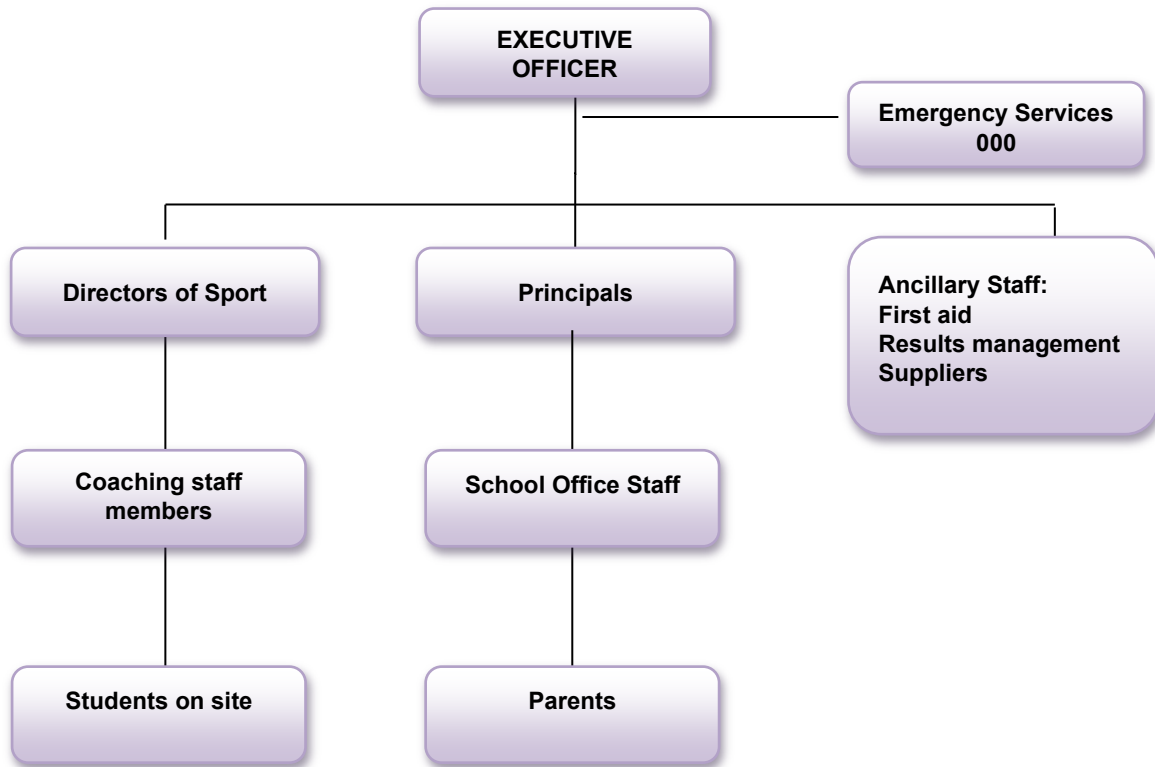 EXECUTIVE
OFFICER
Emergency Services
000
Directors of Sport
Principals
Ancillary Staff:
First aid
Results management
Suppliers
Coaching staff
members
School Office Staff
Students on site
Parents